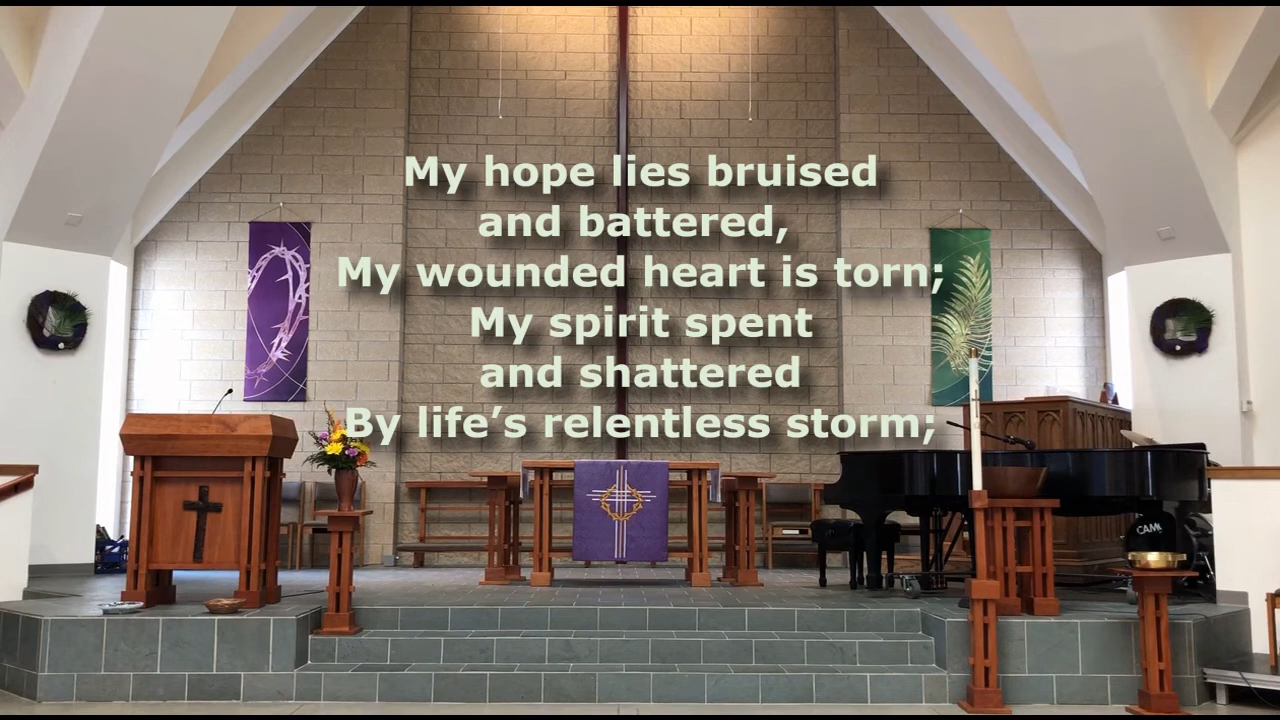 My hope lies bruised
and battered,
My wounded heart is torn;
My spirit spent
and shattered
By life’s relentless storm;
CAM